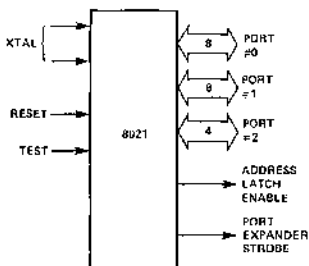 XTAL
8
PORT
#0
8
PORT
#1
RESET
8021
4
PORT
#2
TEST
ADDRESS
LATCH
ENABLE
PORT
EXPANDER
STROBE